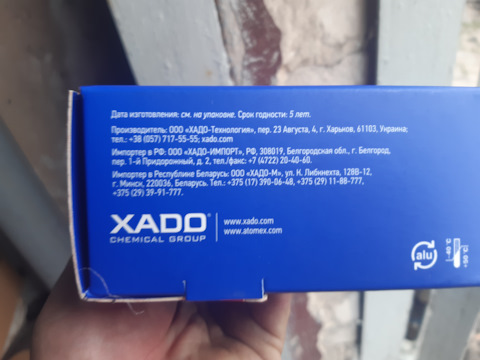 Дата изготовления: см. на упаковке. Срок годности: 5 лет.
Производитель: ООО «ХАДО-Технология», пер. 23 Августа, 4, г. Харьков, 61103, Украина;
тел.: +38 (057) 717-55-55; xado.com
Импортер в РФ: ООО «ХАДО-ИМПОРТ», РФ, 308019, Белгородская обл., г. Белгород,
пер. 1-й Придорожный, д. 2, тел./факс: +7 (4722) 20-40-60.
Импортер в Республике Беларусь: ООО «ХАДО-М», ул. К. Либкнехта, 128В-12,
г. Минск, 220036, Беларусь. Тел.: +375 (17) 390-06-48, +375 (29) 11-88-777,
+375 (29) 39-91-777.
XADO®
CHEMICAL GROUP
www.xado.com
www.atomex.com
alu
-40 °C
+50 °C